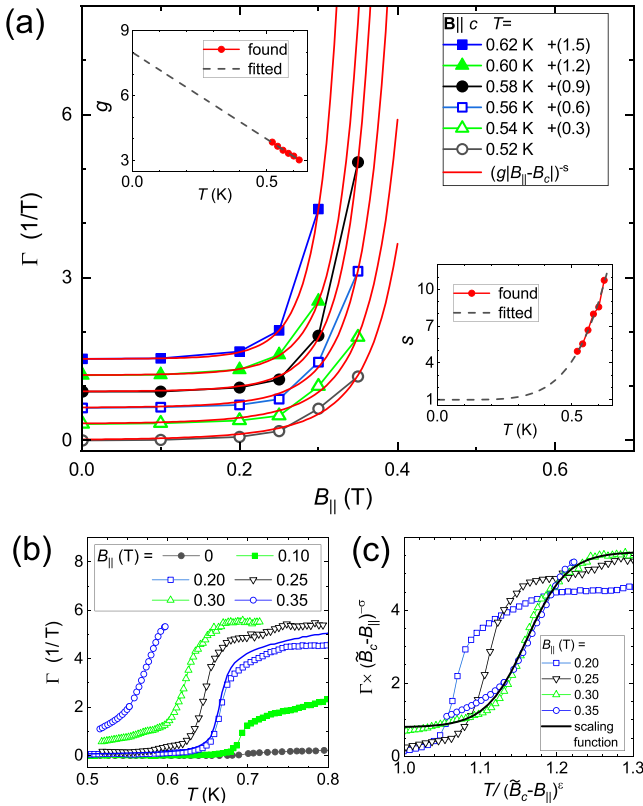 (a)
g
9
6
3
0.0
0.5
T (K)
found
fitted
B|| c T=
0.62 K +(1.5)
0.60 K +(1.2)
0.58 K +(0.9)
0.56 K +(0.6)
0.54 K +(0.3)
0.52 K
(g|B||-Bc|)-s
Γ (1/T)
6
3
0
0.0
0.2
0.4
0.6
B|| (T)
s
10
7
4
1
0.0
0.5
T (K)
found
fitted
(b)
B|| (T) =
0
0.10
0.20
0.25
0.30
0.35
Γ (1/T)
8
6
4
2
0
0.5
0.6
0.7
0.8
T (K)
(c)
Γ× (B̃c-B||)-σ
4
2
0
1.0
1.1
1.2
1.3
T/ (B̃c-B||)ε
B|| (T) =
0.20
0.25
0.30
0.35
scaling
function